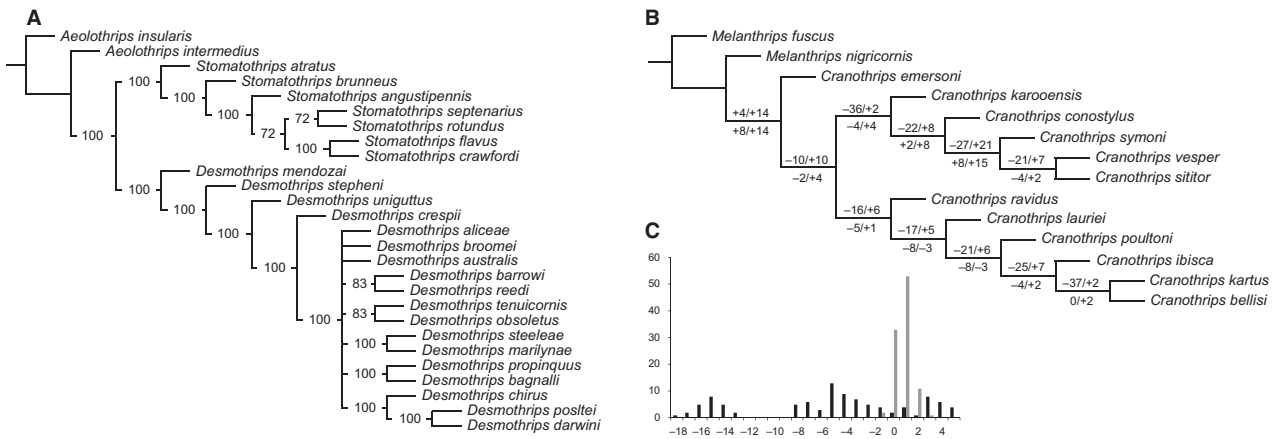 A
Aeolothrips insularis
Aeolothrips intermedius
Stomatothrips atratus
100
Stomatothrips brunneus
100
Stomatothrips angustipennis
100
Stomatothrips septenarius
72
Stomatothrips rotundus
72
Stomatothrips flavus
100
Stomatothrips crawfordi
100
Desmothrips mendozai
100
Desmothrips stepheni
100
Desmothrips uniguttus
100
Desmothrips crespii
100
Desmothrips aliceae
Desmothrips broomei
Desmothrips australis
Desmothrips barrowi
83
Desmothrips reedi
Desmothrips tenuicornis
83
Desmothrips obsoletus
100
Desmothrips steeleae
100
Desmothrips marilynae
Desmothrips propinquus
100
Desmothrips bagnalli
Desmothrips chirus
100
Desmothrips posltei
100
Desmothrips darwini
B
Melanthrips fuscus
Melanthrips nigricornis
Cranothrips emersoni
+4/+14
+8/+14
Cranothrips karooensis
–36/+2
–4/+4
Cranothrips conostylus
–22/+8
+2/+8
Cranothrips symoni
–27/+21
+8/+15
Cranothrips vesper
–21/+7
–4/+2
Cranothrips sititor
–10/+10
–2/+4
Cranothrips ravidus
–16/+6
–5/+1
Cranothrips lauriei
–17/+5
–8/–3
Cranothrips poultoni
–21/+6
–8/–3
Cranothrips ibisca
–25/+7
–4/+2
Cranothrips kartus
–37/+2
0/+2
Cranothrips bellisi
C
60
50
40
30
20
10
0
–18 –16 –14 –12 –10 –8 –6 –4 –2 0 2 4